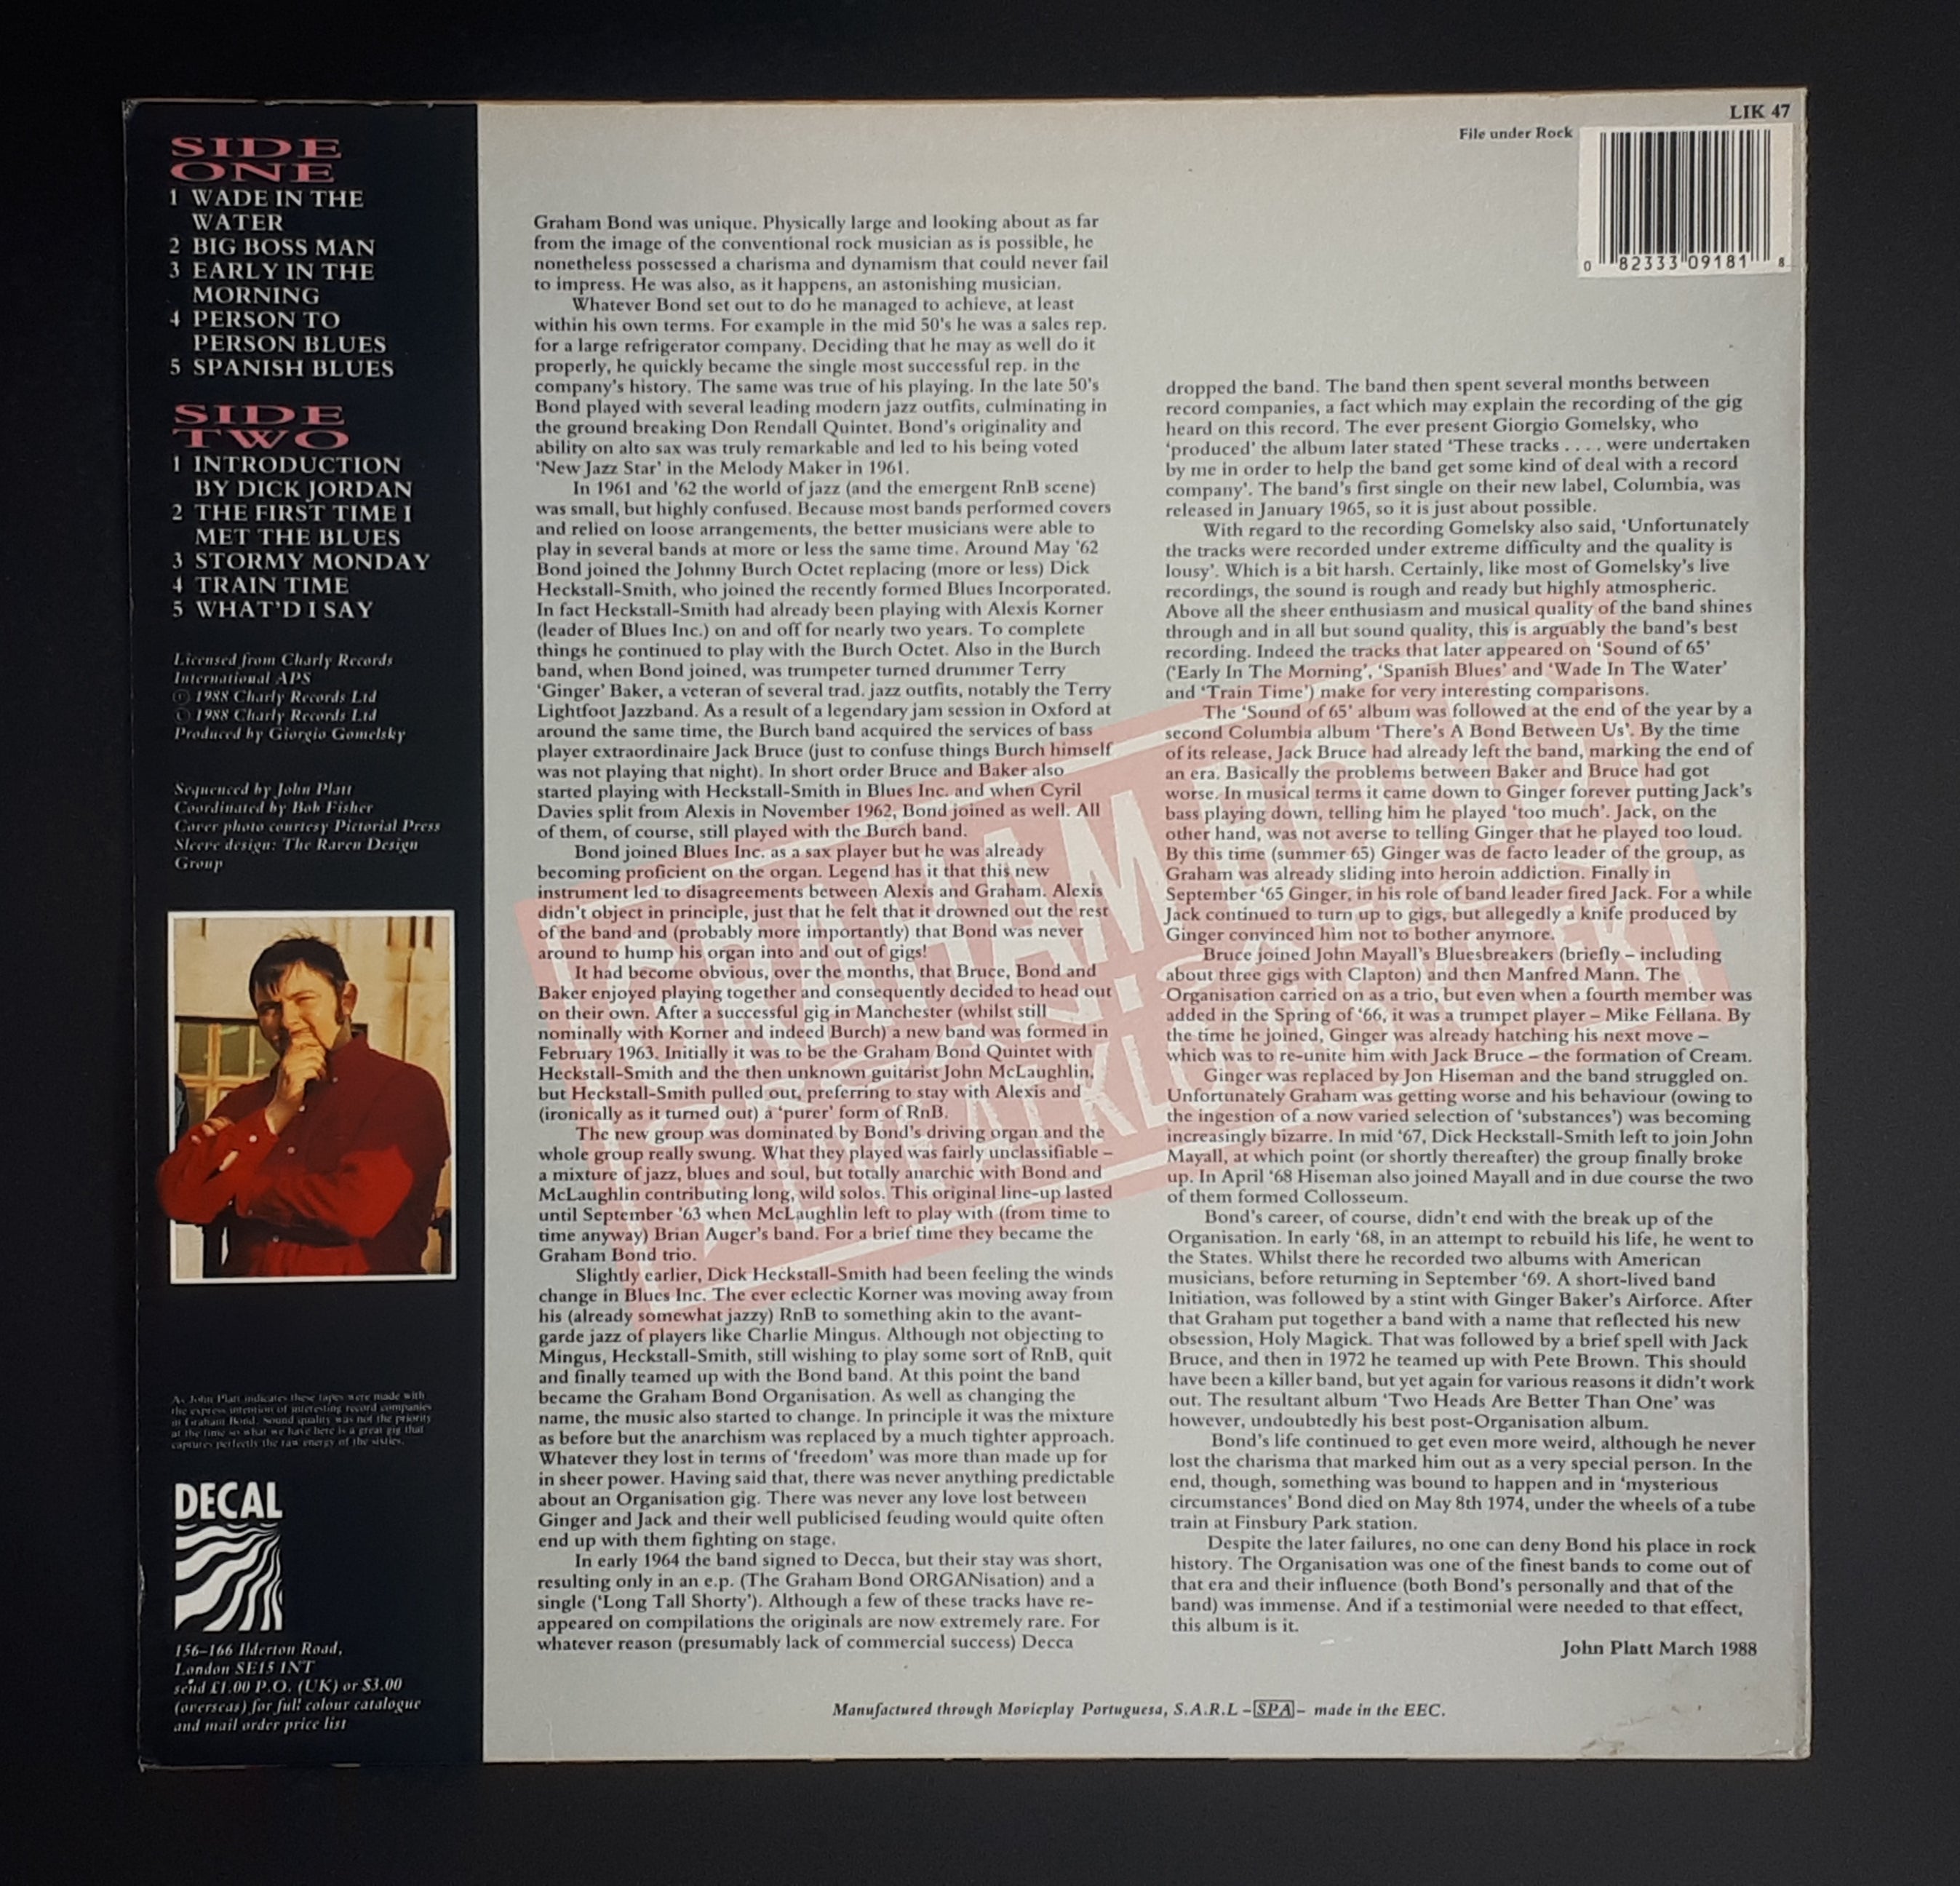 SIDE
ONE
1 WADE IN THE
WATER
2 BIG BOSS MAN
3 EARLY IN THE
MORNING
4 PERSON TO
PERSON BLUES
5 SPANISH BLUES
SIDE
TWO
1 INTRODUCTION
BY DICK JORDAN
2 THE FIRST TIME I
MET THE BLUES
3 STORMY MONDAY
4 TRAIN TIME
5 WHAT'D I SAY
Licensed from Charly Records
International APS
Ⓟ 1988 Charly Records Ltd
© 1988 Charly Records Ltd
Produced by Giorgio Gomelsky
Sequenced by John Platt
Coordinated by Bob Fisher
Cover photo courtesy Pictorial Press
Sleeve design: The Raven Design
Group
As John Platt indicates these tapes were made with
the express intention of interesting record companies
in Graham Bond. Sound quality was not the priority
at the time so what we have here is a great gig that
captures perfectly the raw energy of the sixties.
DECAL
156–166 Ilderton Road,
London SE15 1NT
send £1.00 P.O. (UK) or $3.00
(overseas) for full colour catalogue
and mail order price list
Graham Bond was unique. Physically large and looking about as far
from the image of the conventional rock musician as is possible, he
nonetheless possessed a charisma and dynamism that could never fail
to impress. He was also, as it happens, an astonishing musician.
Whatever Bond set out to do he managed to achieve, at least
within his own terms. For example in the mid 50's he was a sales rep.
for a large refrigerator company. Deciding that he may as well do it
properly, he quickly became the single most successful rep. in the
company's history. The same was true of his playing. In the late 50's
Bond played with several leading modern jazz outfits, culminating in
the ground breaking Don Rendall Quintet. Bond's originality and
ability on alto sax was truly remarkable and led to his being voted
'New Jazz Star' in the Melody Maker in 1961.
In 1961 and '62 the world of jazz (and the emergent RnB scene)
was small, but highly confused. Because most bands performed covers
and relied on loose arrangements, the better musicians were able to
play in several bands at more or less the same time. Around May '62
Bond joined the Johnny Burch Octet replacing (more or less) Dick
Heckstall-Smith, who joined the recently formed Blues Incorporated.
In fact Heckstall-Smith had already been playing with Alexis Korner
(leader of Blues Inc.) on and off for nearly two years. To complete
things he continued to play with the Burch Octet. Also in the Burch
band, when Bond joined, was trumpeter turned drummer Terry
'Ginger' Baker, a veteran of several trad. jazz outfits, notably the Terry
Lightfoot Jazzband. As a result of a legendary jam session in Oxford at
around the same time, the Burch band acquired the services of bass
player extraordinaire Jack Bruce (just to confuse things Burch himself
was not playing that night). In short order Bruce and Baker also
started playing with Heckstall-Smith in Blues Inc. and when Cyril
Davies split from Alexis in November 1962, Bond joined as well. All
of them, of course, still played with the Burch band.
Bond joined Blues Inc. as a sax player but he was already
becoming proficient on the organ. Legend has it that this new
instrument led to disagreements between Alexis and Graham. Alexis
didn't object in principle, just that he felt that it drowned out the rest
of the band and (probably more importantly) that Bond was never
around to hump his organ into and out of gigs!
It had become obvious, over the months, that Bruce, Bond and
Baker enjoyed playing together and consequently decided to head out
on their own. After a successful gig in Manchester (whilst still
nominally with Korner and indeed Burch) a new band was formed in
February 1963. Initially it was to be the Graham Bond Quintet with
Heckstall-Smith and the then unknown guitarist John McLaughlin,
but Heckstall-Smith pulled out, preferring to stay with Alexis and
(ironically as it turned out) a 'purer' form of RnB.
The new group was dominated by Bond's driving organ and the
whole group really swung. What they played was fairly unclassifiable –
a mixture of jazz, blues and soul, but totally anarchic with Bond and
McLaughlin contributing long, wild solos. This original line-up lasted
until September '63 when McLaughlin left to play with (from time to
time anyway) Brian Auger's band. For a brief time they became the
Graham Bond trio.
Slightly earlier, Dick Heckstall-Smith had been feeling the winds
change in Blues Inc. The ever eclectic Korner was moving away from
his (already somewhat jazzy) RnB to something akin to the avant-
garde jazz of players like Charlie Mingus. Although not objecting to
Mingus, Heckstall-Smith, still wishing to play some sort of RnB, quit
and finally teamed up with the Bond band. At this point the band
became the Graham Bond Organisation. As well as changing the
name, the music also started to change. In principle it was the mixture
as before but the anarchism was replaced by a much tighter approach.
Whatever they lost in terms of 'freedom' was more than made up for
in sheer power. Having said that, there was never anything predictable
about an Organisation gig. There was never any love lost between
Ginger and Jack and their well publicised feuding would quite often
end up with them fighting on stage.
In early 1964 the band signed to Decca, but their stay was short,
resulting only in an e.p. (The Graham Bond ORGANisation) and a
single ('Long Tall Shorty'). Although a few of these tracks have re-
appeared on compilations the originals are now extremely rare. For
whatever reason (presumably lack of commercial success) Decca
LIK 47
File under Rock
0 82333 09181 8
dropped the band. The band then spent several months between
record companies, a fact which may explain the recording of the gig
heard on this record. The ever present Giorgio Gomelsky, who
'produced' the album later stated 'These tracks . . . . were undertaken
by me in order to help the band get some kind of deal with a record
company'. The band's first single on their new label, Columbia, was
released in January 1965, so it is just about possible.
With regard to the recording Gomelsky also said, 'Unfortunately
the tracks were recorded under extreme difficulty and the quality is
lousy'. Which is a bit harsh. Certainly, like most of Gomelsky's live
recordings, the sound is rough and ready but highly atmospheric.
Above all the sheer enthusiasm and musical quality of the band shines
through and in all but sound quality, this is arguably the band's best
recording. Indeed the tracks that later appeared on 'Sound of 65'
('Early In The Morning', 'Spanish Blues' and 'Wade In The Water'
and 'Train Time') make for very interesting comparisons.
The 'Sound of 65' album was followed at the end of the year by a
second Columbia album 'There's A Bond Between Us'. By the time
of its release, Jack Bruce had already left the band, marking the end of
an era. Basically the problems between Baker and Bruce had got
worse. In musical terms it came down to Ginger forever putting Jack's
bass playing down, telling him he played 'too much'. Jack, on the
other hand, was not averse to telling Ginger that he played too loud.
By this time (summer 65) Ginger was de facto leader of the group, as
Graham was already sliding into heroin addiction. Finally in
September '65 Ginger, in his role of band leader fired Jack. For a while
Jack continued to turn up to gigs, but allegedly a knife produced by
Ginger convinced him not to bother anymore.
Bruce joined John Mayall's Bluesbreakers (briefly – including
about three gigs with Clapton) and then Manfred Mann. The
Organisation carried on as a trio, but even when a fourth member was
added in the Spring of '66, it was a trumpet player – Mike Fellana. By
the time he joined, Ginger was already hatching his next move –
which was to re-unite him with Jack Bruce – the formation of Cream.
Ginger was replaced by Jon Hiseman and the band struggled on.
Unfortunately Graham was getting worse and his behaviour (owing to
the ingestion of a now varied selection of 'substances') was becoming
increasingly bizarre. In mid '67, Dick Heckstall-Smith left to join John
Mayall, at which point (or shortly thereafter) the group finally broke
up. In April '68 Hiseman also joined Mayall and in due course the two
of them formed Collosseum.
Bond's career, of course, didn't end with the break up of the
Organisation. In early '68, in an attempt to rebuild his life, he went to
the States. Whilst there he recorded two albums with American
musicians, before returning in September '69. A short-lived band
Initiation, was followed by a stint with Ginger Baker's Airforce. After
that Graham put together a band with a name that reflected his new
obsession, Holy Magick. That was followed by a brief spell with Jack
Bruce, and then in 1972 he teamed up with Pete Brown. This should
have been a killer band, but yet again for various reasons it didn't work
out. The resultant album 'Two Heads Are Better Than One' was
however, undoubtedly his best post-Organisation album.
Bond's life continued to get even more weird, although he never
lost the charisma that marked him out as a very special person. In the
end, though, something was bound to happen and in 'mysterious
circumstances' Bond died on May 8th 1974, under the wheels of a tube
train at Finsbury Park station.
Despite the later failures, no one can deny Bond his place in rock
history. The Organisation was one of the finest bands to come out of
that era and their influence (both Bond's personally and that of the
band) was immense. And if a testimonial were needed to that effect,
this album is it.
John Platt March 1988
GRAHAM BOND
LIVE AT KLOOKS KLEEK
Manufactured through Movieplay Portuguesa, S.A.R.L – SPA – made in the EEC.